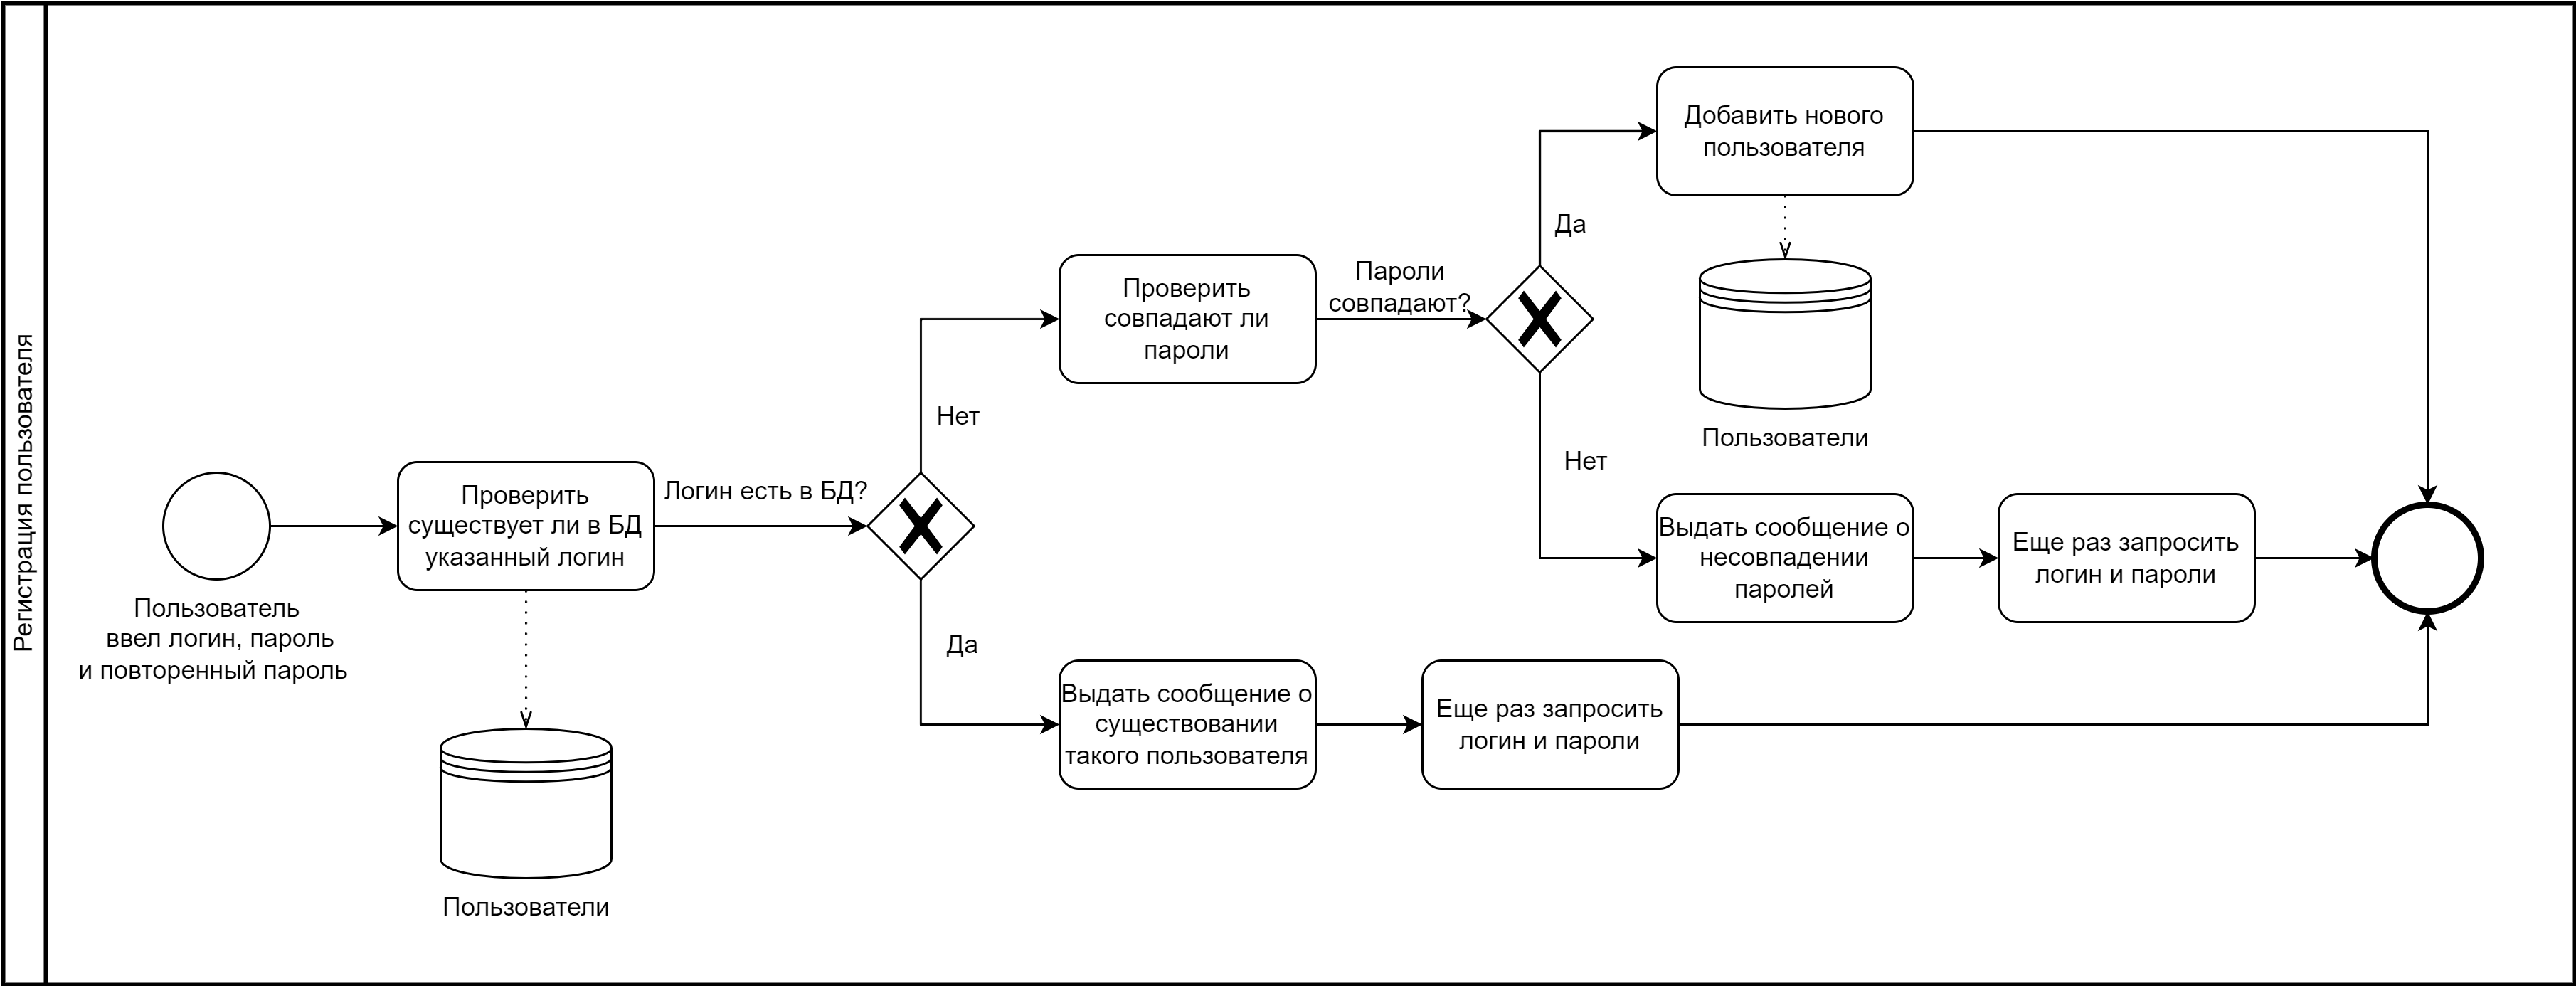 Регистрация пользователя
Пользователь
ввел логин, пароль
и повторенный пароль
Проверить
существует ли в БД
указанный логин
Пользователи
Логин есть в БД?
Нет
Да
Проверить
совпадают ли
пароли
Пароли
совпадают?
Да
Нет
Добавить нового
пользователя
Пользователи
Выдать сообщение о
несовпадении
паролей
Еще раз запросить
логин и пароли
Выдать сообщение о
существовании
такого пользователя
Еще раз запросить
логин и пароли